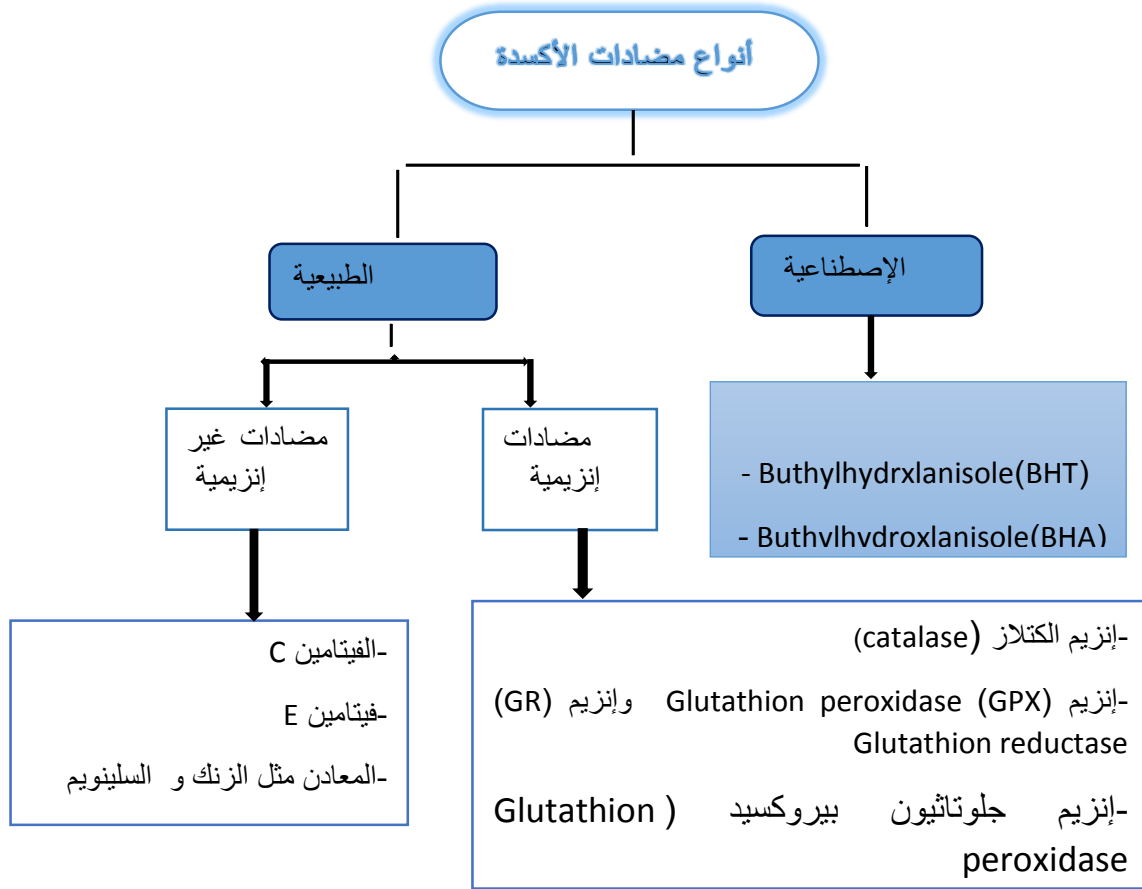 أنواع مضادات الأكسدة
الإصطناعية
الطبيعية
- Buthylhydrxlanisole(BHT)
- Buthylhydroxlanisole(BHA)
مضادات
إنزيمية
مضادات غير
إنزيمية
-إنزيم الكتلاز (catalase)
-إنزيم Glutathion peroxidase (GPX) وإنزيم (GR)
Glutathion reductase
-إنزيم جلوتاثيون بيروكسيد (Glutathion
peroxidase
-الفيتامين C
-فيتامين E
-المعادن مثل الزنك و السلينويم